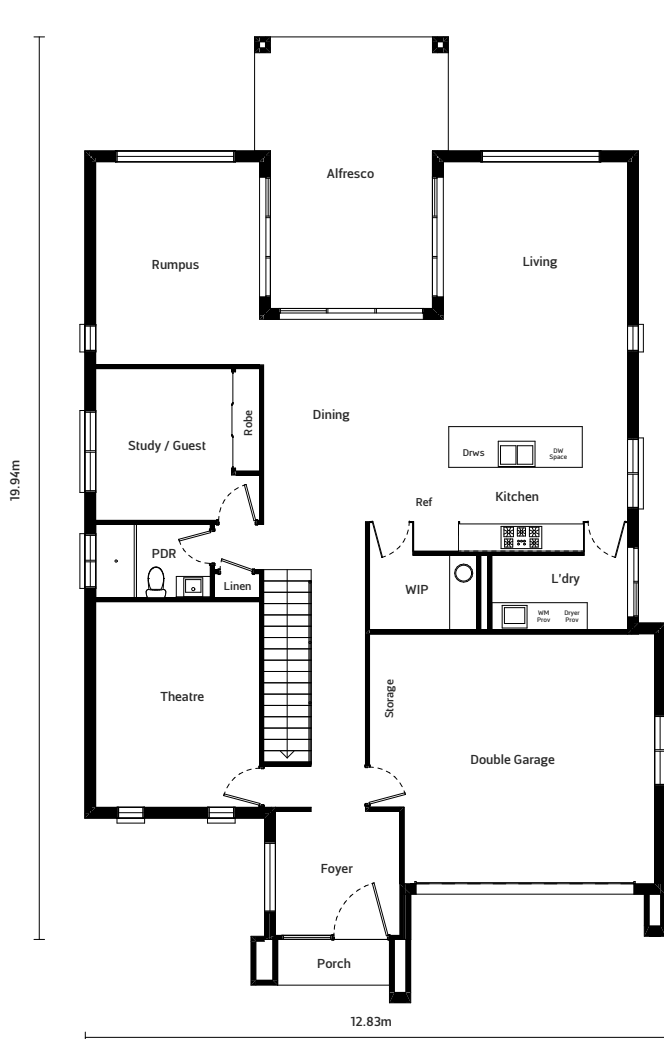 Alfresco
Rumpus
Living
Dining
Robe
Study / Guest
Drws
DW
Space
Kitchen
Ref
19.94m
PDR
Linen
WIP
L'dry
WM
Prov
Dryer
Prov
Theatre
Storage
Double Garage
Foyer
Porch
12.83m